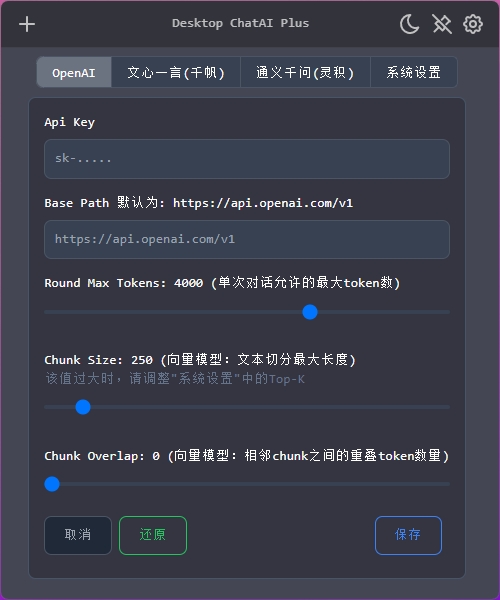 Desktop ChatAI Plus
OpenAI 文心一言(千帆) 通义千问(灵积) 系统设置
Api Key
sk-.....
Base Path 默认为: https://api.openai.com/v1
https://api.openai.com/v1
Round Max Tokens: 4000 (单次对话允许的最大token数)
Chunk Size: 250 (向量模型: 文本切分最大长度)
该值过大时，请调整"系统设置"中的Top-K
Chunk Overlap: 0 (向量模型: 相邻chunk之间的重叠token数量)
取消 还原 保存